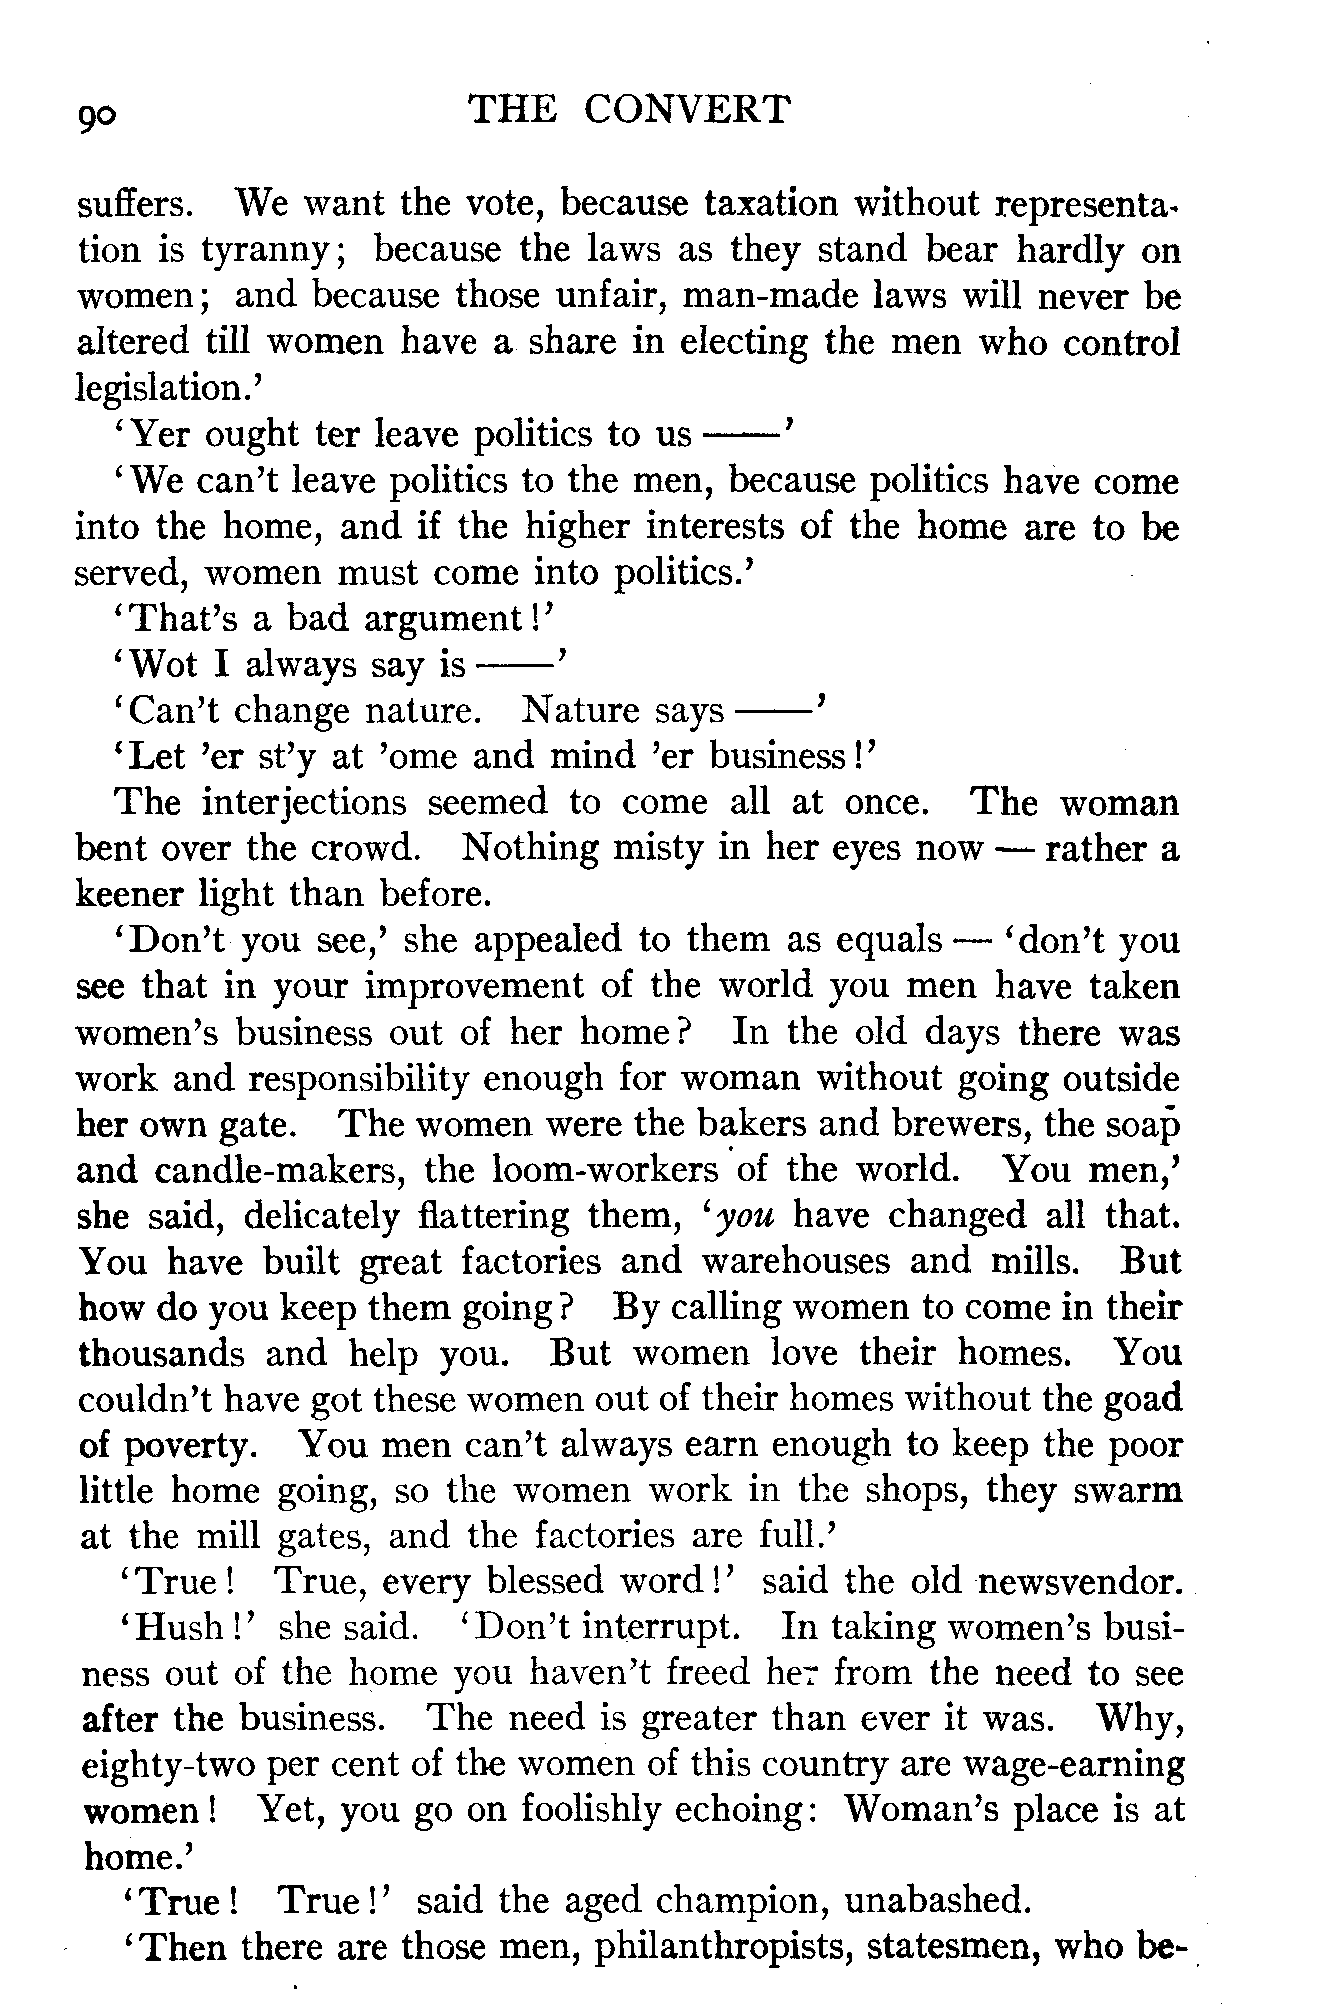 90 THE CONVERT
suffers. We want the vote, because taxation without representa-
tion is tyranny; because the laws as they stand bear hardly on
women; and because those unfair, man-made laws will never be
altered till women have a share in electing the men who control
legislation.’
‘Yer ought ter leave politics to us ——’
‘We can’t leave politics to the men, because politics have come
into the home, and if the higher interests of the home are to be
served, women must come into politics.’
‘That’s a bad argument!’
‘Wot I always say is ——’
‘Can’t change nature. Nature says ——’
‘Let ’er st’y at ’ome and mind ’er business!’
The interjections seemed to come all at once. The woman
bent over the crowd. Nothing misty in her eyes now — rather a
keener light than before.
‘Don’t you see,’ she appealed to them as equals — ‘don’t you
see that in your improvement of the world you men have taken
women’s business out of her home? In the old days there was
work and responsibility enough for woman without going outside
her own gate. The women were the bakers and brewers, the soap
and candle-makers, the loom-workers of the world. You men,’
she said, delicately flattering them, ‘you have changed all that.
You have built great factories and warehouses and mills. But
how do you keep them going? By calling women to come in their
thousands and help you. But women love their homes. You
couldn’t have got these women out of their homes without the goad
of poverty. You men can’t always earn enough to keep the poor
little home going, so the women work in the shops, they swarm
at the mill gates, and the factories are full.’
‘True! True, every blessed word!’ said the old newsvendor.
‘Hush!’ she said. ‘Don’t interrupt. In taking women’s busi-
ness out of the home you haven’t freed her from the need to see
after the business. The need is greater than ever it was. Why,
eighty-two per cent of the women of this country are wage-earning
women! Yet, you go on foolishly echoing: Woman’s place is at
home.’
‘True! True!’ said the aged champion, unabashed.
‘Then there are those men, philanthropists, statesmen, who be-